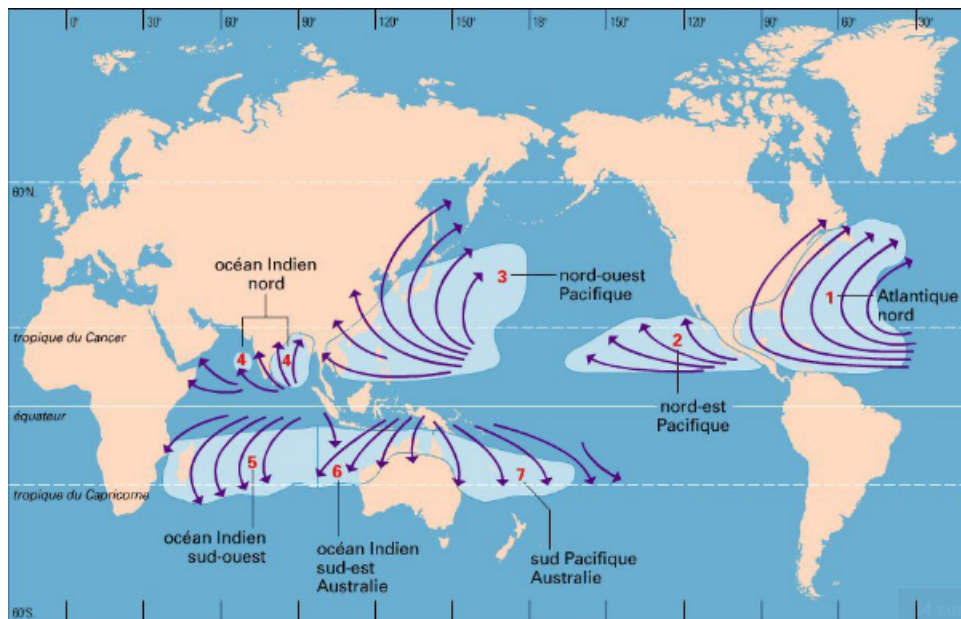 0° 30° 60° 90° 120° 150° 18° 150° 120° 90° 60° 30°
60°N.
océan Indien
nord
3
nord-ouest
Pacifique
1
Atlantique
nord
tropique du Cancer
4
4
2
équateur
nord-est
Pacifique
5
6
7
tropique du Capricorne
océan Indien
sud-ouest
océan Indien
sud-est
Australie
sud Pacifique
Australie
60°S.